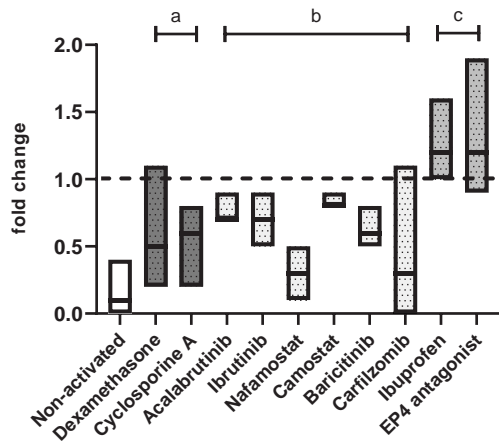 a b c
2.0
1.5
1.0
0.5
0.0
fold change
Non-activated
Dexamethasone
Cyclosporine A
Acalabrutinib
Ibrutinib
Nafamostat
Camostat
Baricitinib
Carfilzomib
Ibuprofen
EP4 antagonist